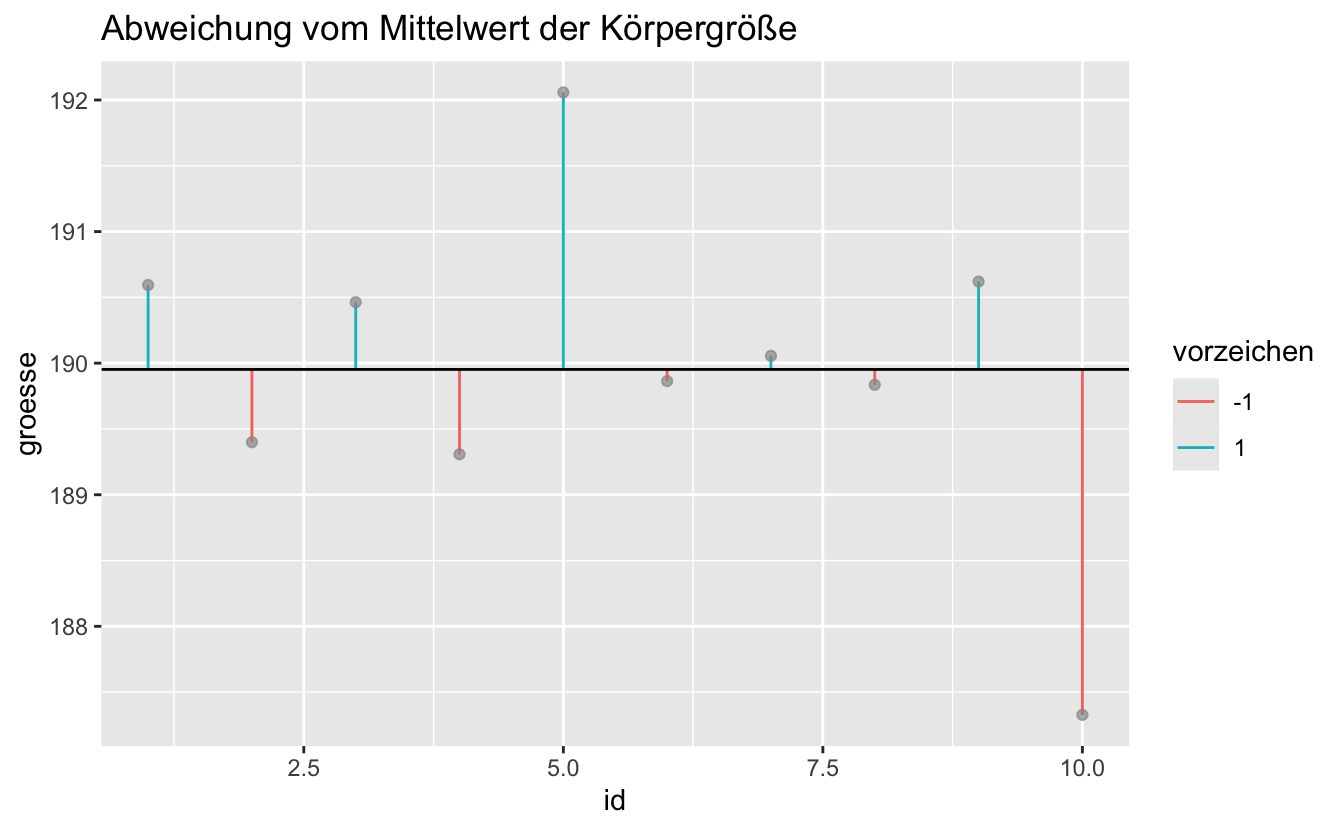 Abweichung vom Mittelwert der Körpergröße
192
191
190
189
188
groesse
2.5
5.0
7.5
10.0
id
vorzeichen
-1
1